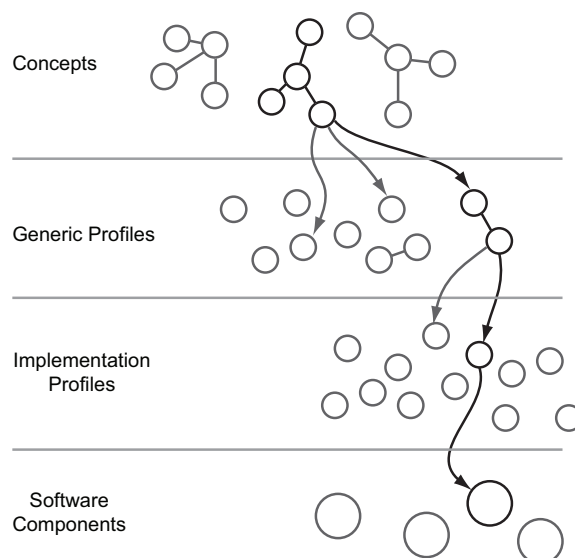 Concepts
Generic Profiles
Implementation
Profiles
Software
Components